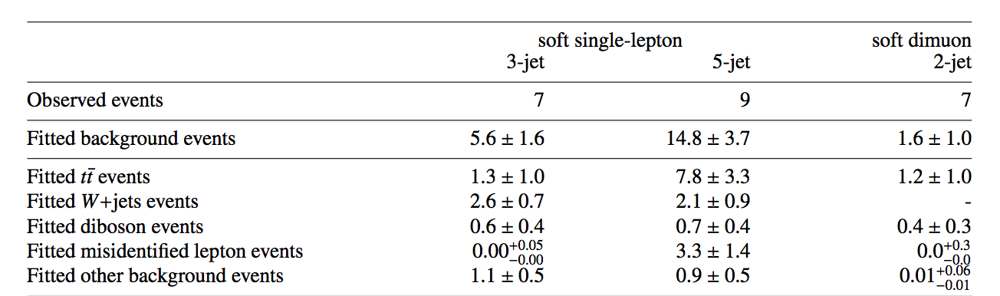 soft single-lepton soft dimuon
3-jet 5-jet 2-jet
Observed events 7 9 7
Fitted background events 5.6 ± 1.6 14.8 ± 3.7 1.6 ± 1.0
Fitted tt̄ events 1.3 ± 1.0 7.8 ± 3.3 1.2 ± 1.0
Fitted W+jets events 2.6 ± 0.7 2.1 ± 0.9 -
Fitted diboson events 0.6 ± 0.4 0.7 ± 0.4 0.4 ± 0.3
Fitted misidentified lepton events 0.00 +0.05 −0.00 3.3 ± 1.4 0.0 +0.3 −0.0
Fitted other background events 1.1 ± 0.5 0.9 ± 0.5 0.01 +0.06 −0.01